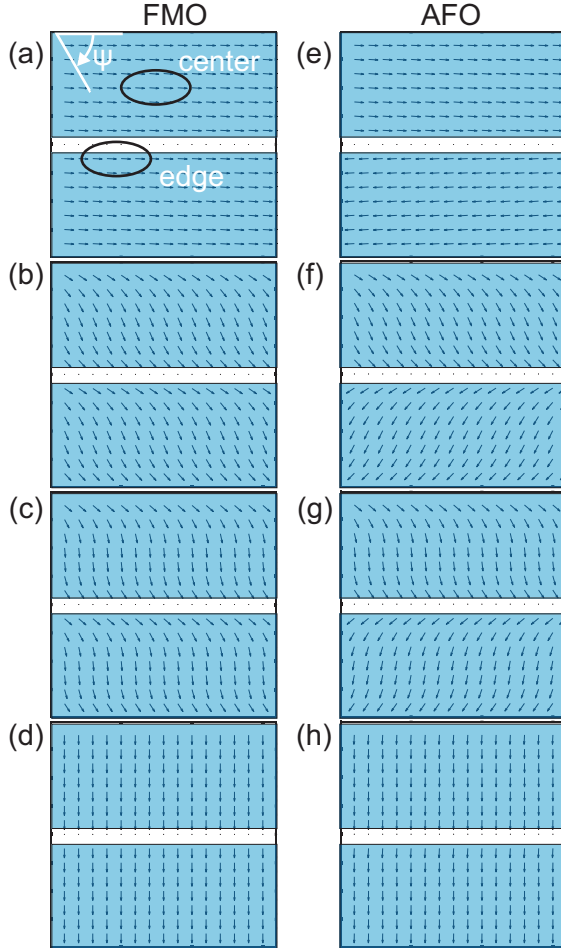 FMO AFO
(a) (e)
ψ
center
edge
(b) (f)
(c) (g)
(d) (h)